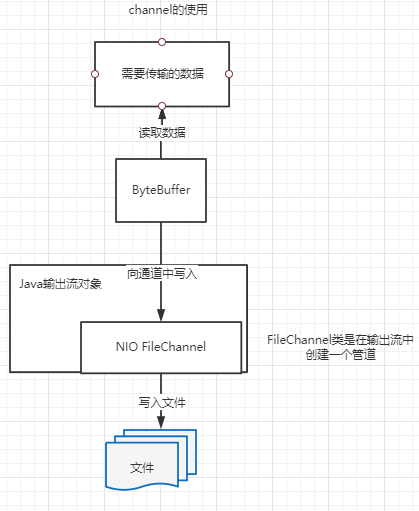 channel的使用
需要传输的数据
读取数据
ByteBuffer
向通道中写入
Java输出流对象
NIO FileChannel
FileChannel类是在输出流中
创建一个管道
写入文件
文件